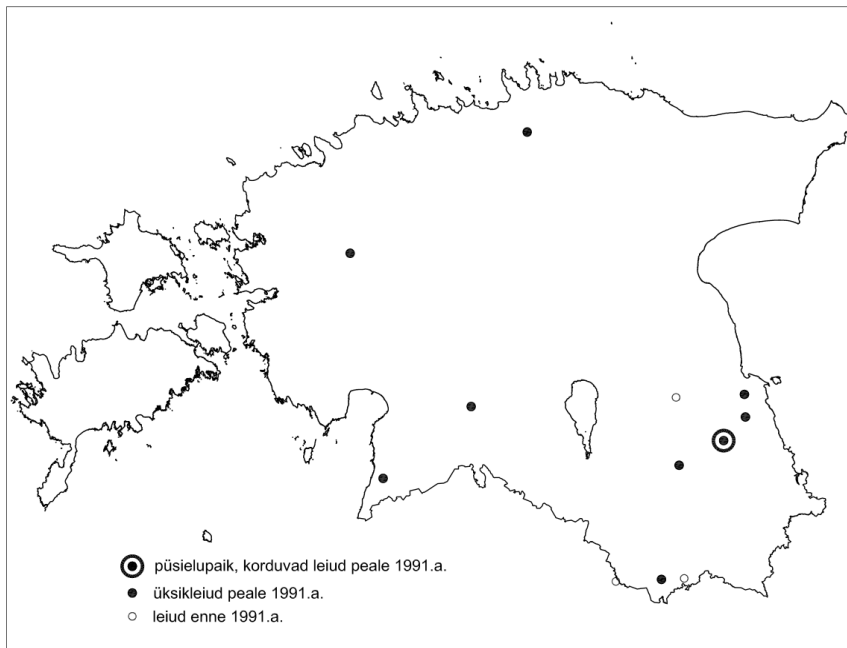 püsielupaik, korduvad leiud peale 1991.a.
üksikleiud peale 1991.a.
leiud enne 1991.a.